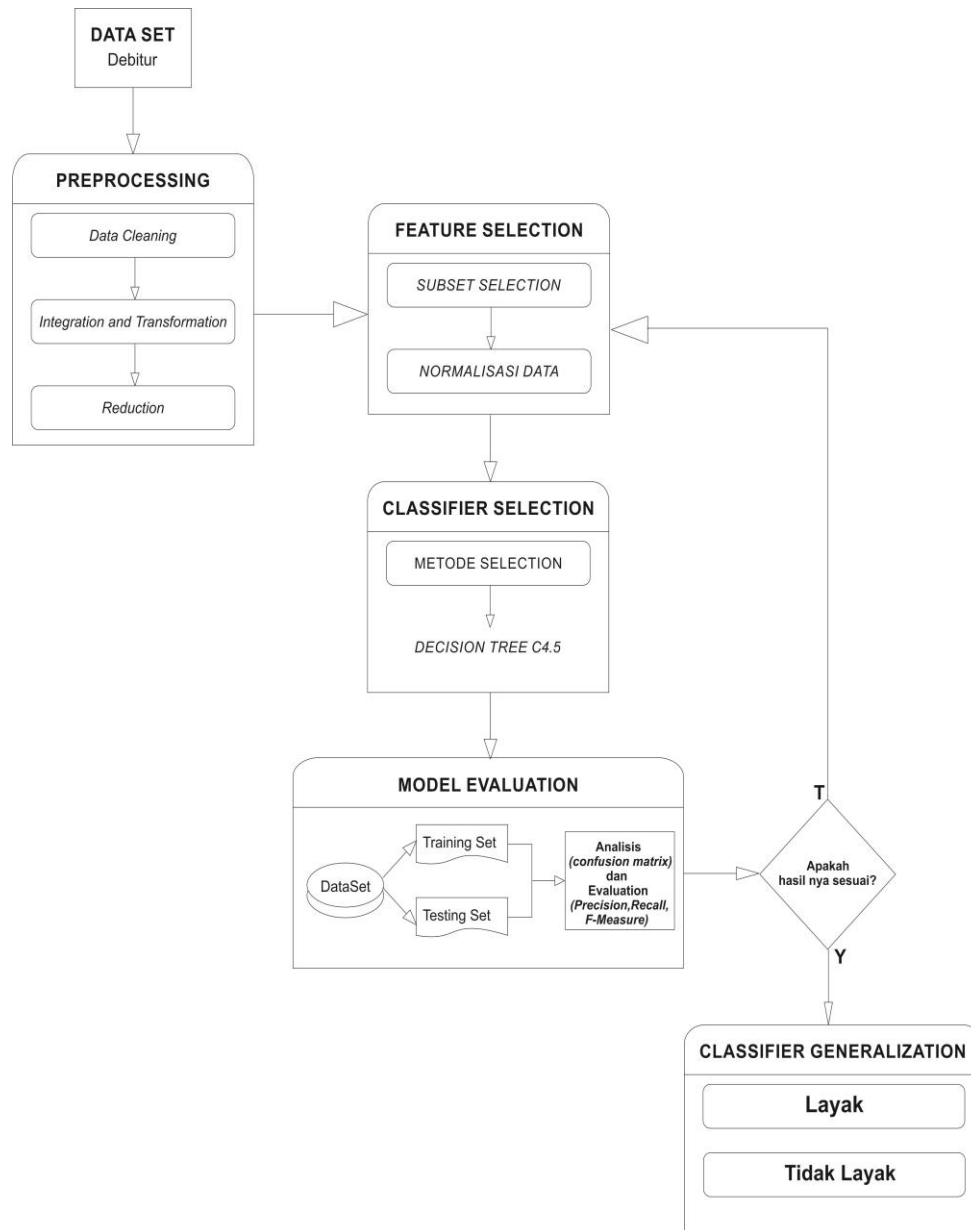 DATA SET
Debitur
PREPROCESSING
Data Cleaning
Integration and Transformation
Reduction
FEATURE SELECTION
SUBSET SELECTION
NORMALISASI DATA
CLASSIFIER SELECTION
METODE SELECTION
DECISION TREE C4.5
MODEL EVALUATION
DataSet
Training Set
Testing Set
Analisis
(confusion matrix)
dan
Evaluation
(Precision,Recall,
F-Measure)
T
Apakah
hasil nya sesuai?
Y
CLASSIFIER GENERALIZATION
Layak
Tidak Layak